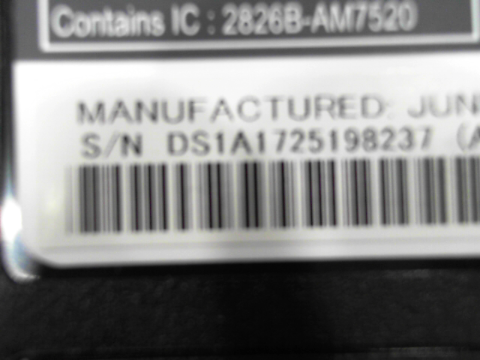 Contains IC : 2826B-AM7520
MANUFACTURED: JUN
S/N DS1A1725198237 (A